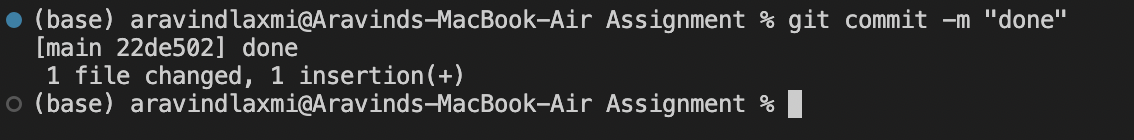 (base) aravindlaxmi@Aravinds-MacBook-Air Assignment % git commit -m "done"
[main 22de502] done
 1 file changed, 1 insertion(+)
(base) aravindlaxmi@Aravinds-MacBook-Air Assignment %